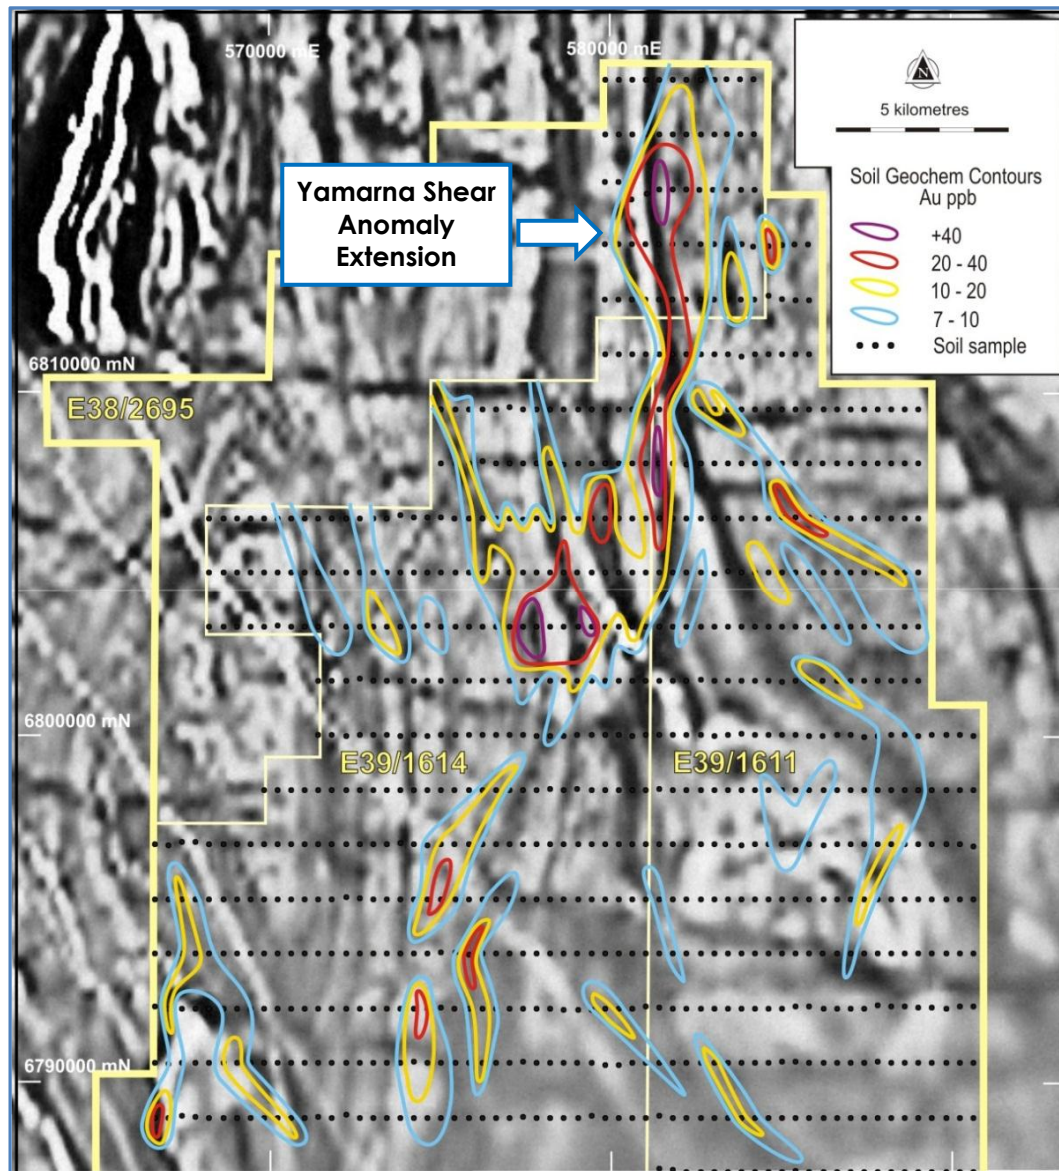 570000 mE
580000 mE
N
5 kilometres
Soil Geochem Contours
Au ppb
+40
20 - 40
10 - 20
7 - 10
Soil sample
Yamarna Shear
Anomaly
Extension
6810000 mN
E38/2695
6800000 mN
E39/1614
E39/1611
6790000 mN